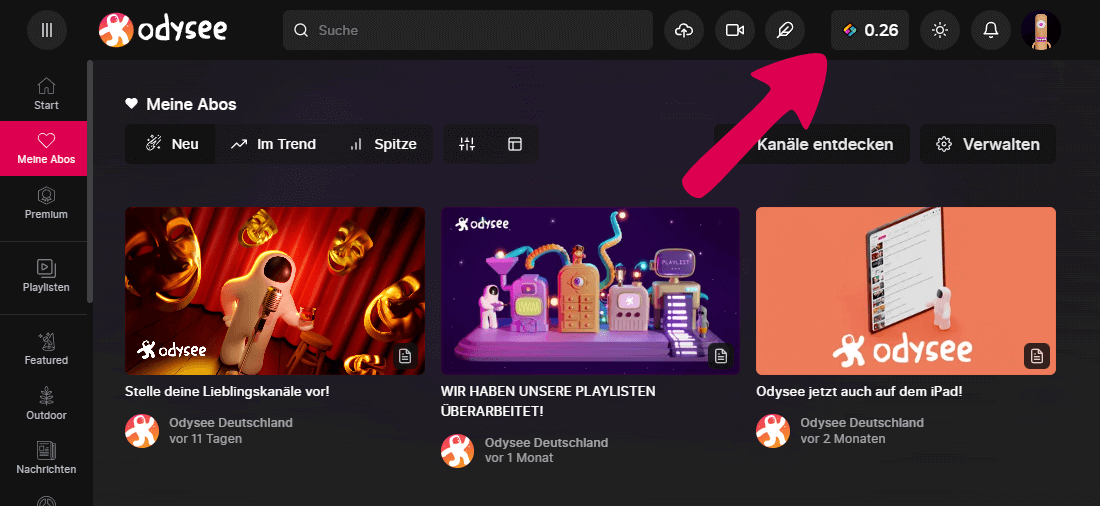 odysee
Suche
0.26
Start
Meine Abos
Premium
Playlisten
Featured
Outdoor
Nachrichten
Meine Abos
Neu
Im Trend
Spitze
Kanäle entdecken
Verwalten
odysee
Stelle deine Lieblingskanäle vor!
Odysee Deutschland
vor 11 Tagen
odysee
PLAYLIST
WIR HABEN UNSERE PLAYLISTEN
ÜBERARBEITET!
Odysee Deutschland
vor 1 Monat
odysee
Odysee jetzt auch auf dem iPad!
Odysee Deutschland
vor 2 Monaten